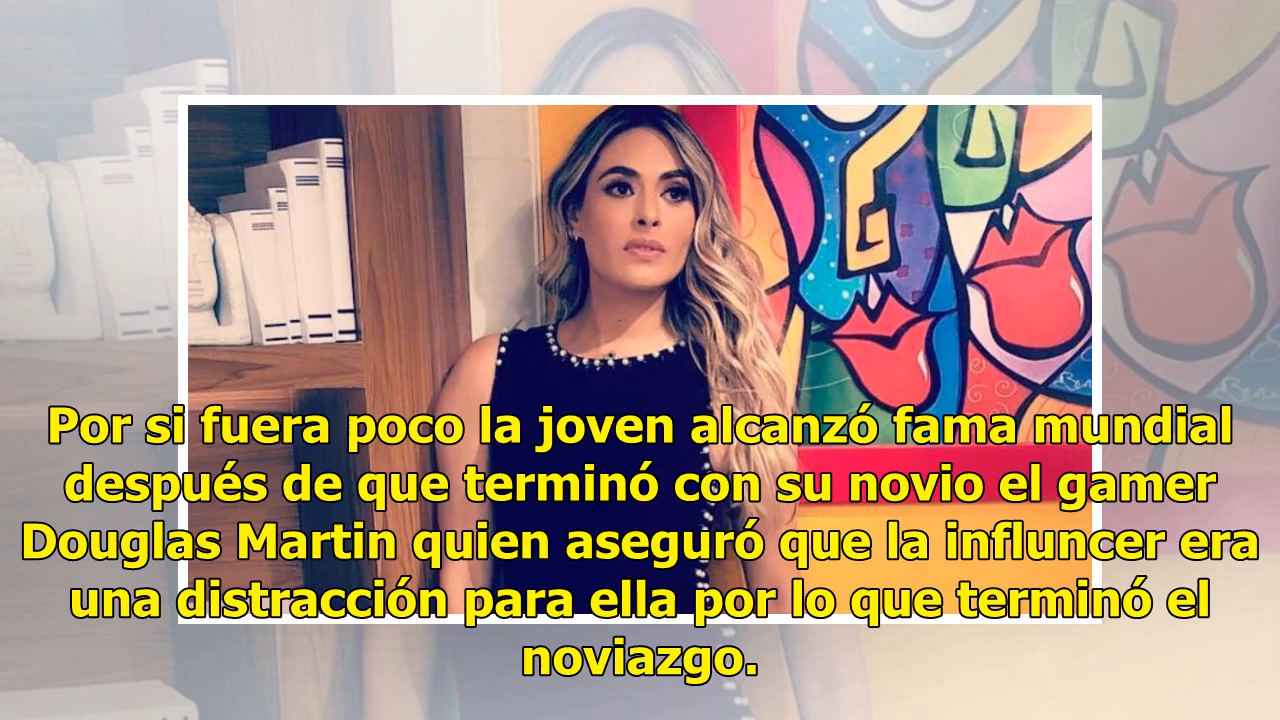 Por si fuera poco la joven alcanzó fama mundial
después de que terminó con su novio el gamer
Douglas Martin quien aseguró que la influncer era
una distracción para ella por lo que terminó el
noviazgo.